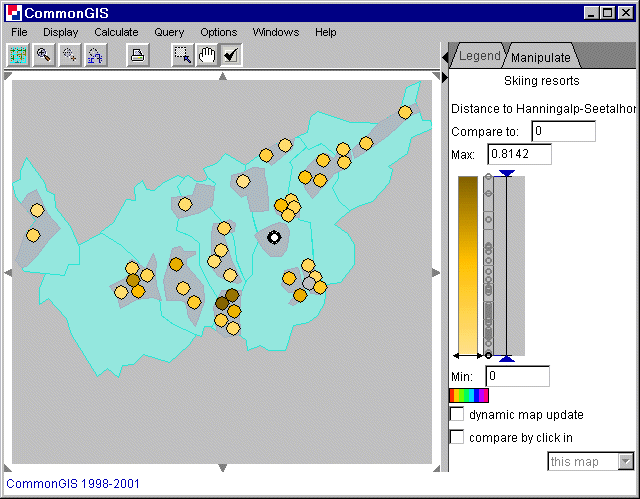 CommonGIS
File Display Calculate Query Options Windows Help
Legend Manipulate
Skiing resorts
Distance to Hanningalp-Seetalhor
Compare to: 0
Max: 0.8142
Min: 0
dynamic map update
compare by click in
this map
CommonGIS 1998-2001